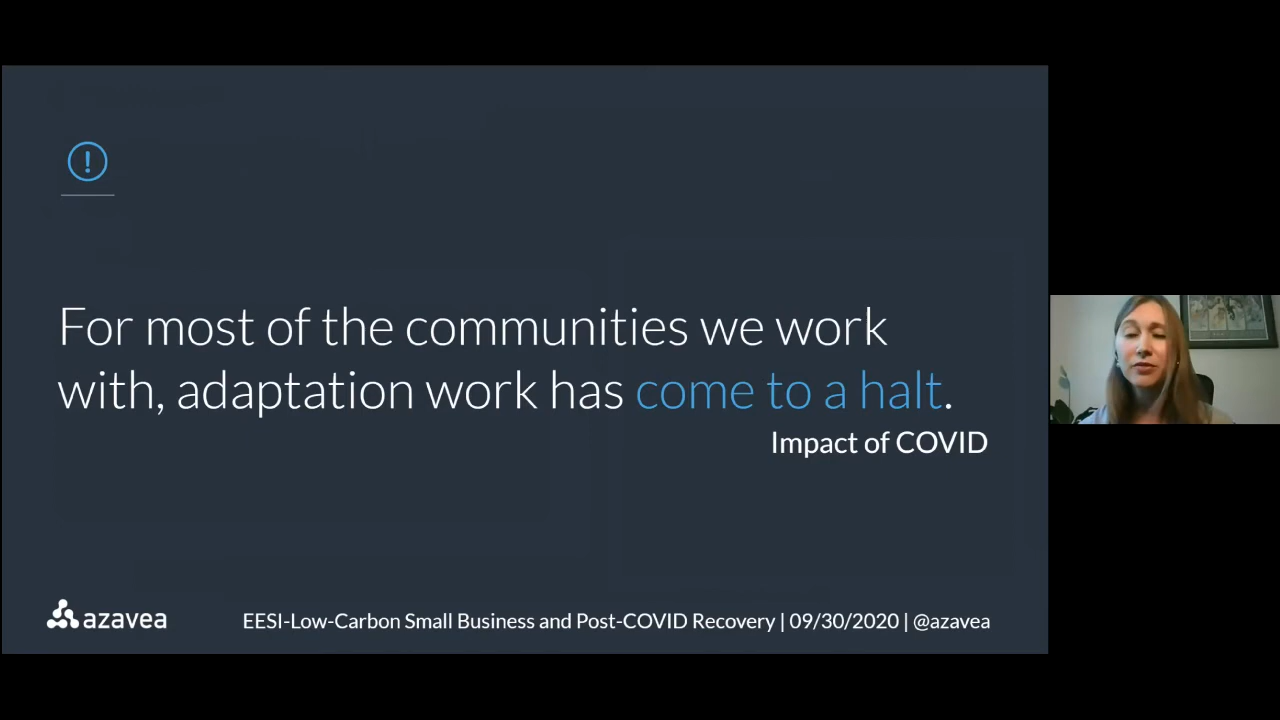 For most of the communities we work
with, adaptation work has come to a halt.
Impact of COVID
azavea
EESI-Low-Carbon Small Business and Post-COVID Recovery | 09/30/2020 | @azavea